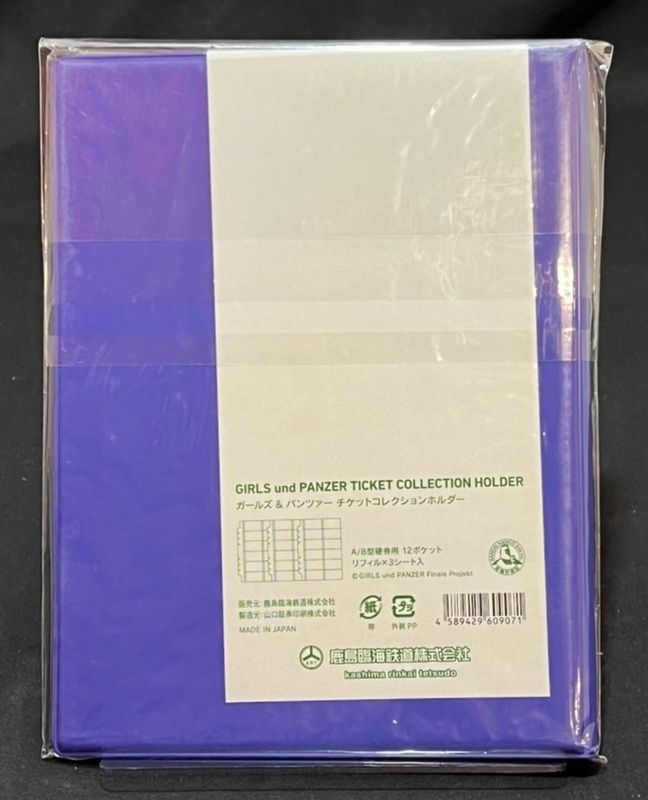 GIRLS und PANZER TICKET COLLECTION HOLDER
ガールズ & パンツァー チケットコレクションホルダー
A/B型硬券用 12ポケット
リフィル×3シート入
© GIRLS und PANZER Finale Projekt
販売元:鹿島臨海鉄道株式会社
製造元:山口証券印刷株式会社
MADE IN JAPAN
紙
帯
プラ
外装 PP
4 589429 609071
鹿島臨海鉄道株式会社
kashima rinkai tetsudo